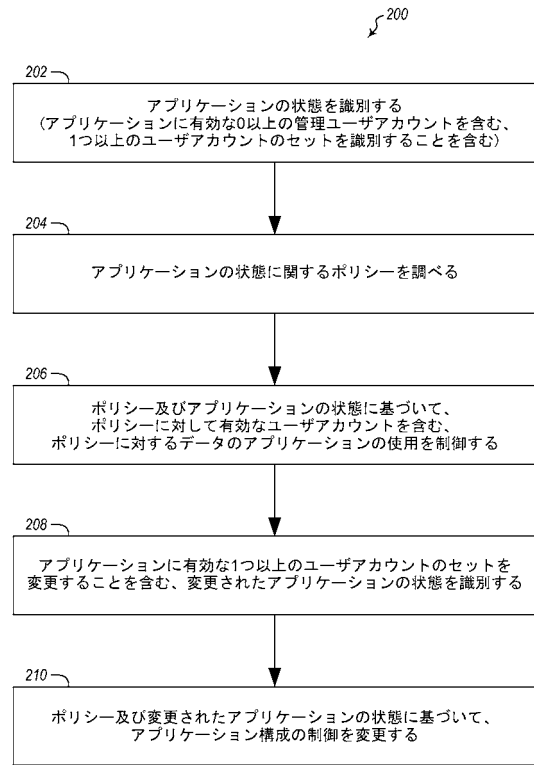 200
202
アプリケーションの状態を識別する
(アプリケーションに有効な0以上の管理ユーザアカウントを含む、
1つ以上のユーザアカウントのセットを識別することを含む)
204
アプリケーションの状態に関するポリシーを調べる
206
ポリシー及びアプリケーションの状態に基づいて、
ポリシーに対して有効なユーザアカウントを含む、
ポリシーに対するデータのアプリケーションの使用を制御する
208
アプリケーションに有効な1つ以上のユーザアカウントのセットを
変更することを含む、変更されたアプリケーションの状態を識別する
210
ポリシー及び変更されたアプリケーションの状態に基づいて、
アプリケーション構成の制御を変更する